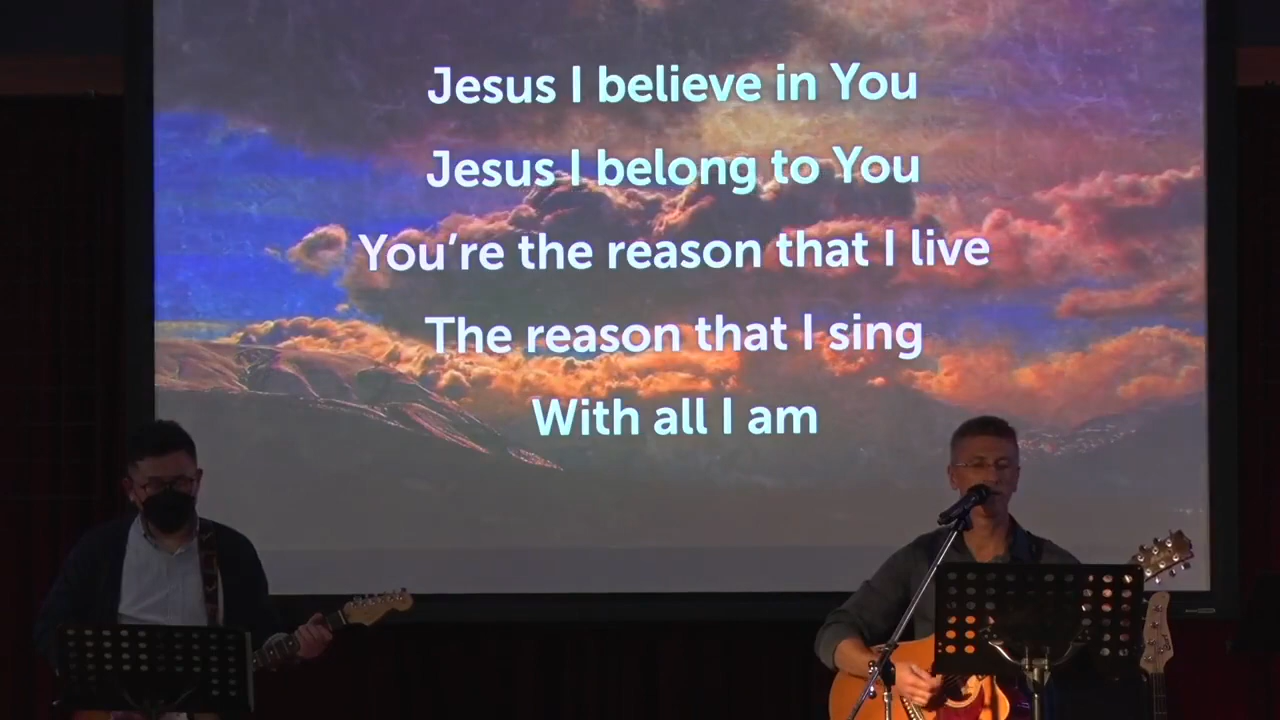 Jesus I believe in You
Jesus I belong to You
You’re the reason that I live
The reason that I sing
With all I am